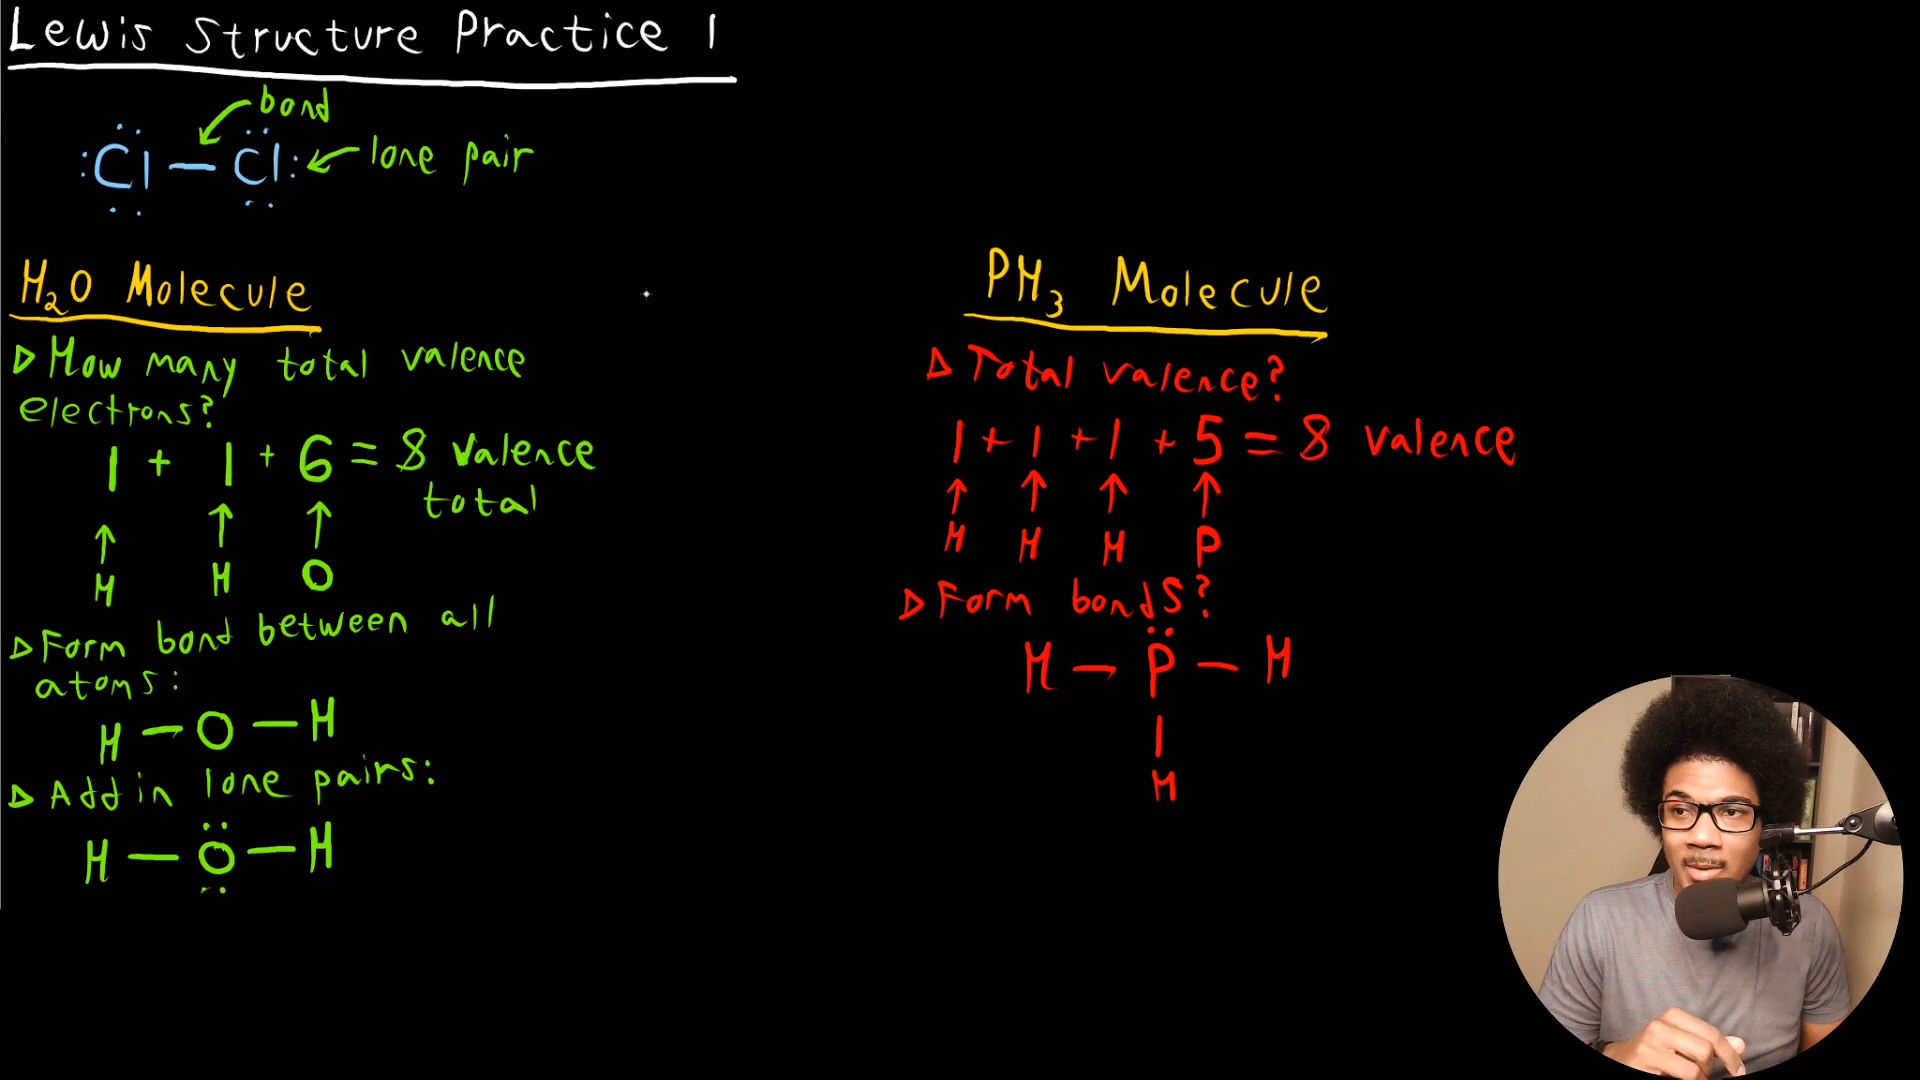 Lewis Structure Practice 1
bond
:Cl — Cl:
lone pair
H₂O Molecule
▷ How many total valence
electrons?
1 + 1 + 6 = 8 valence
total
↑ ↑ ↑
H H O
▷ Form bond between all
atoms:
H — O — H
▷ Add in lone pairs:
H — Ö — H
PH₃ Molecule
▷ Total valence?
1 + 1 + 1 + 5 = 8 valence
↑ ↑ ↑ ↑
H H H P
▷ Form bonds?
H — P̈ — H
|
H